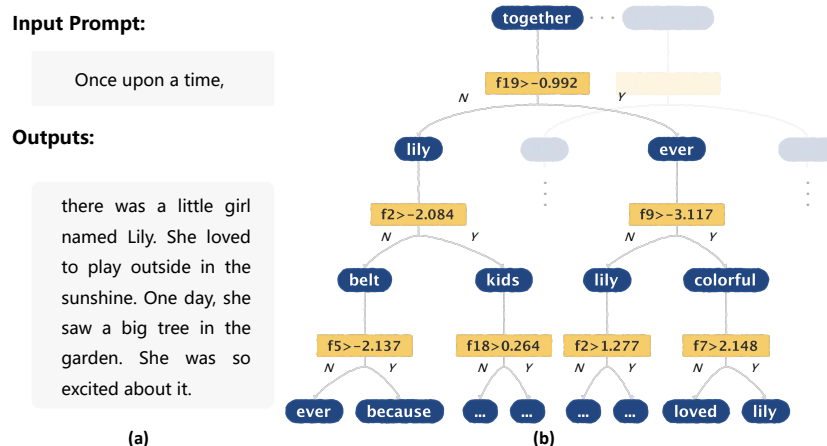 Input Prompt:
Once upon a time,
Outputs:
there was a little girl
named Lily. She loved
to play outside in the
sunshine. One day, she
saw a big tree in the
garden. She was so
excited about it.
(a)
together
f19>-0.992
N Y
lily ever
f2>-2.084 f9>-3.117
N Y N Y
belt kids lily colorful
f5>-2.137 f18>0.264 f2>1.277 f7>2.148
N Y N Y N Y N Y
ever because ... ... ... ... loved lily
(b)